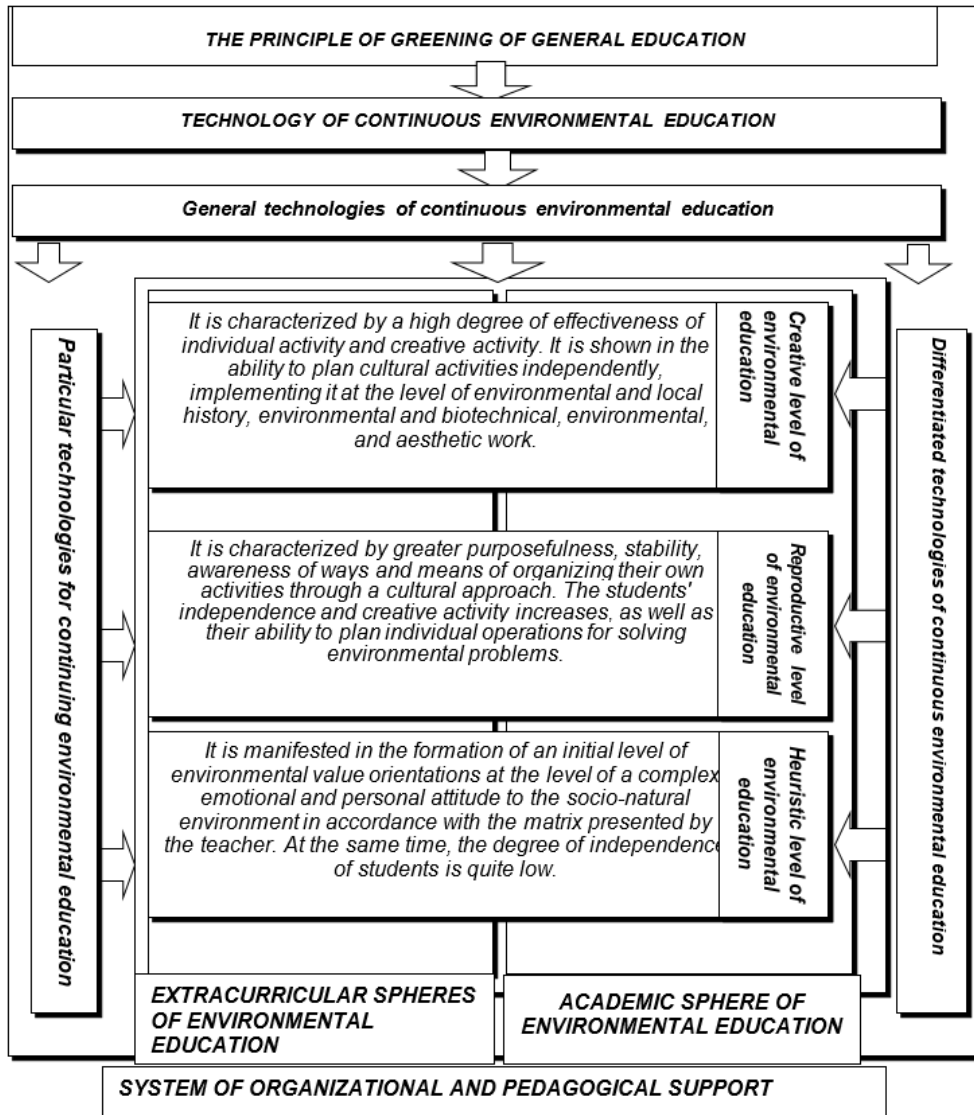 THE PRINCIPLE OF GREENING OF GENERAL EDUCATION
TECHNOLOGY OF CONTINUOUS ENVIRONMENTAL EDUCATION
General technologies of continuous environmental education
Particular technologies for continuing environmental education
It is characterized by a high degree of effectiveness of
individual activity and creative activity. It is shown in the
ability to plan cultural activities independently,
implementing it at the level of environmental and local
history, environmental and biotechnical, environmental,
and aesthetic work.
Creative level of
environmental
education
It is characterized by greater purposefulness, stability,
awareness of ways and means of organizing their own
activities through a cultural approach. The students'
independence and creative activity increases, as well as
their ability to plan individual operations for solving
environmental problems.
Reproductive level
of environmental
education
It is manifested in the formation of an initial level of
environmental value orientations at the level of a complex
emotional and personal attitude to the socio-natural
environment in accordance with the matrix presented by
the teacher. At the same time, the degree of independence
of students is quite low.
Heuristic level of
environmental
education
Differentiated technologies of continuous environmental education
EXTRACURRICULAR SPHERES
OF ENVIRONMENTAL
EDUCATION
ACADEMIC SPHERE OF
ENVIRONMENTAL EDUCATION
SYSTEM OF ORGANIZATIONAL AND PEDAGOGICAL SUPPORT